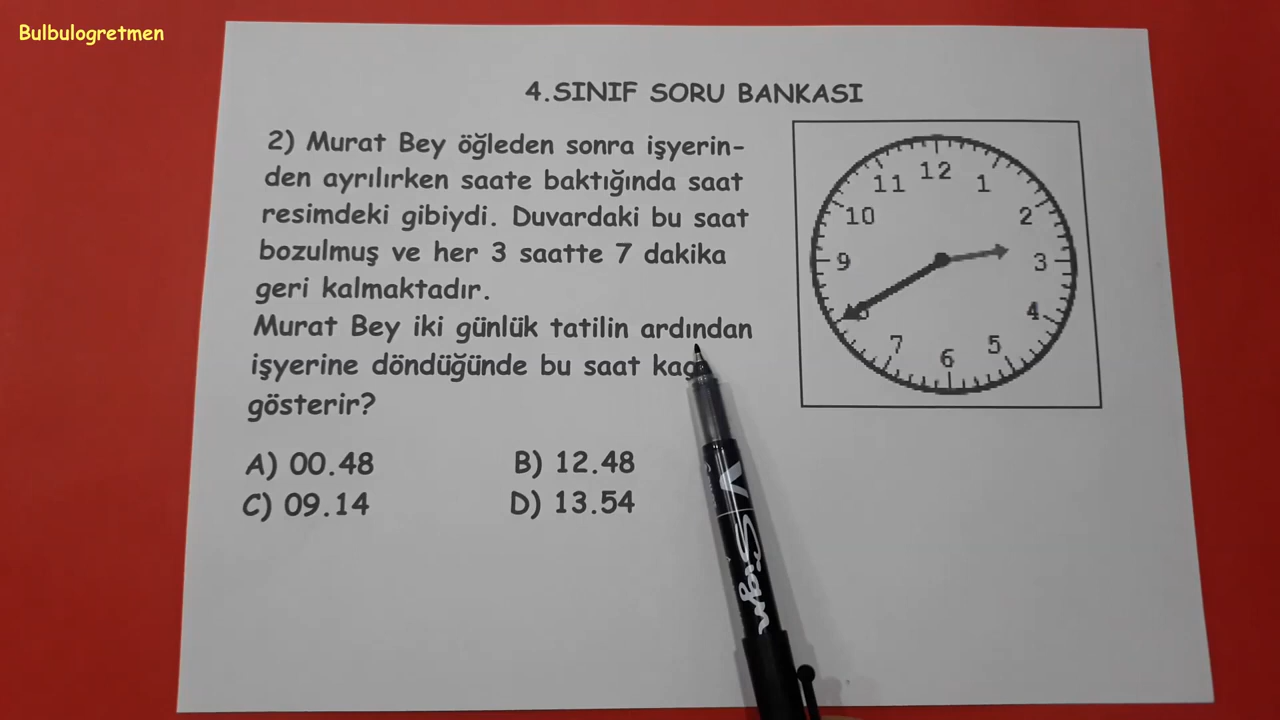 Bulbulogretmen
4.SINIF SORU BANKASI
2) Murat Bey öğleden sonra işyerin-
den ayrılırken saate baktığında saat
resimdeki gibiydi. Duvardaki bu saat
bozulmuş ve her 3 saatte 7 dakika
geri kalmaktadır.
Murat Bey iki günlük tatilin ardından
işyerine döndüğünde bu saat kaçı
gösterir?
A) 00.48
B) 12.48
C) 09.14
D) 13.54
12
11
1
10
2
9
3
4
7
5
6
V Sign